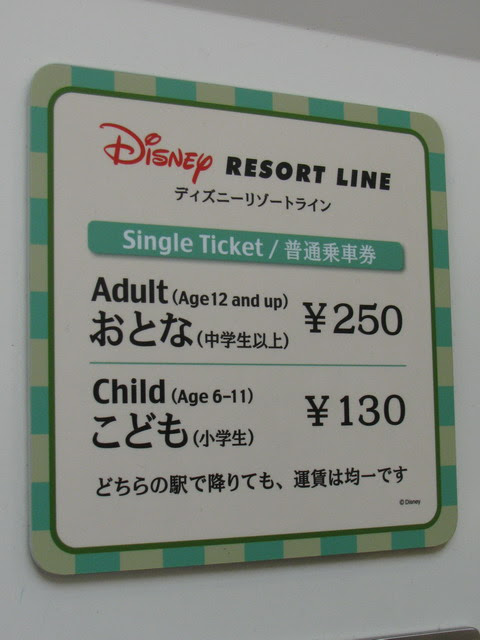 Disney RESORT LINE
ディズニーリゾートライン
Single Ticket / 普通乗車券
Adult (Age12 and up)
おとな(中学生以上)
¥250
Child (Age 6-11)
こども(小学生)
¥130
どちらの駅で降りても、運賃は均一です
©Disney